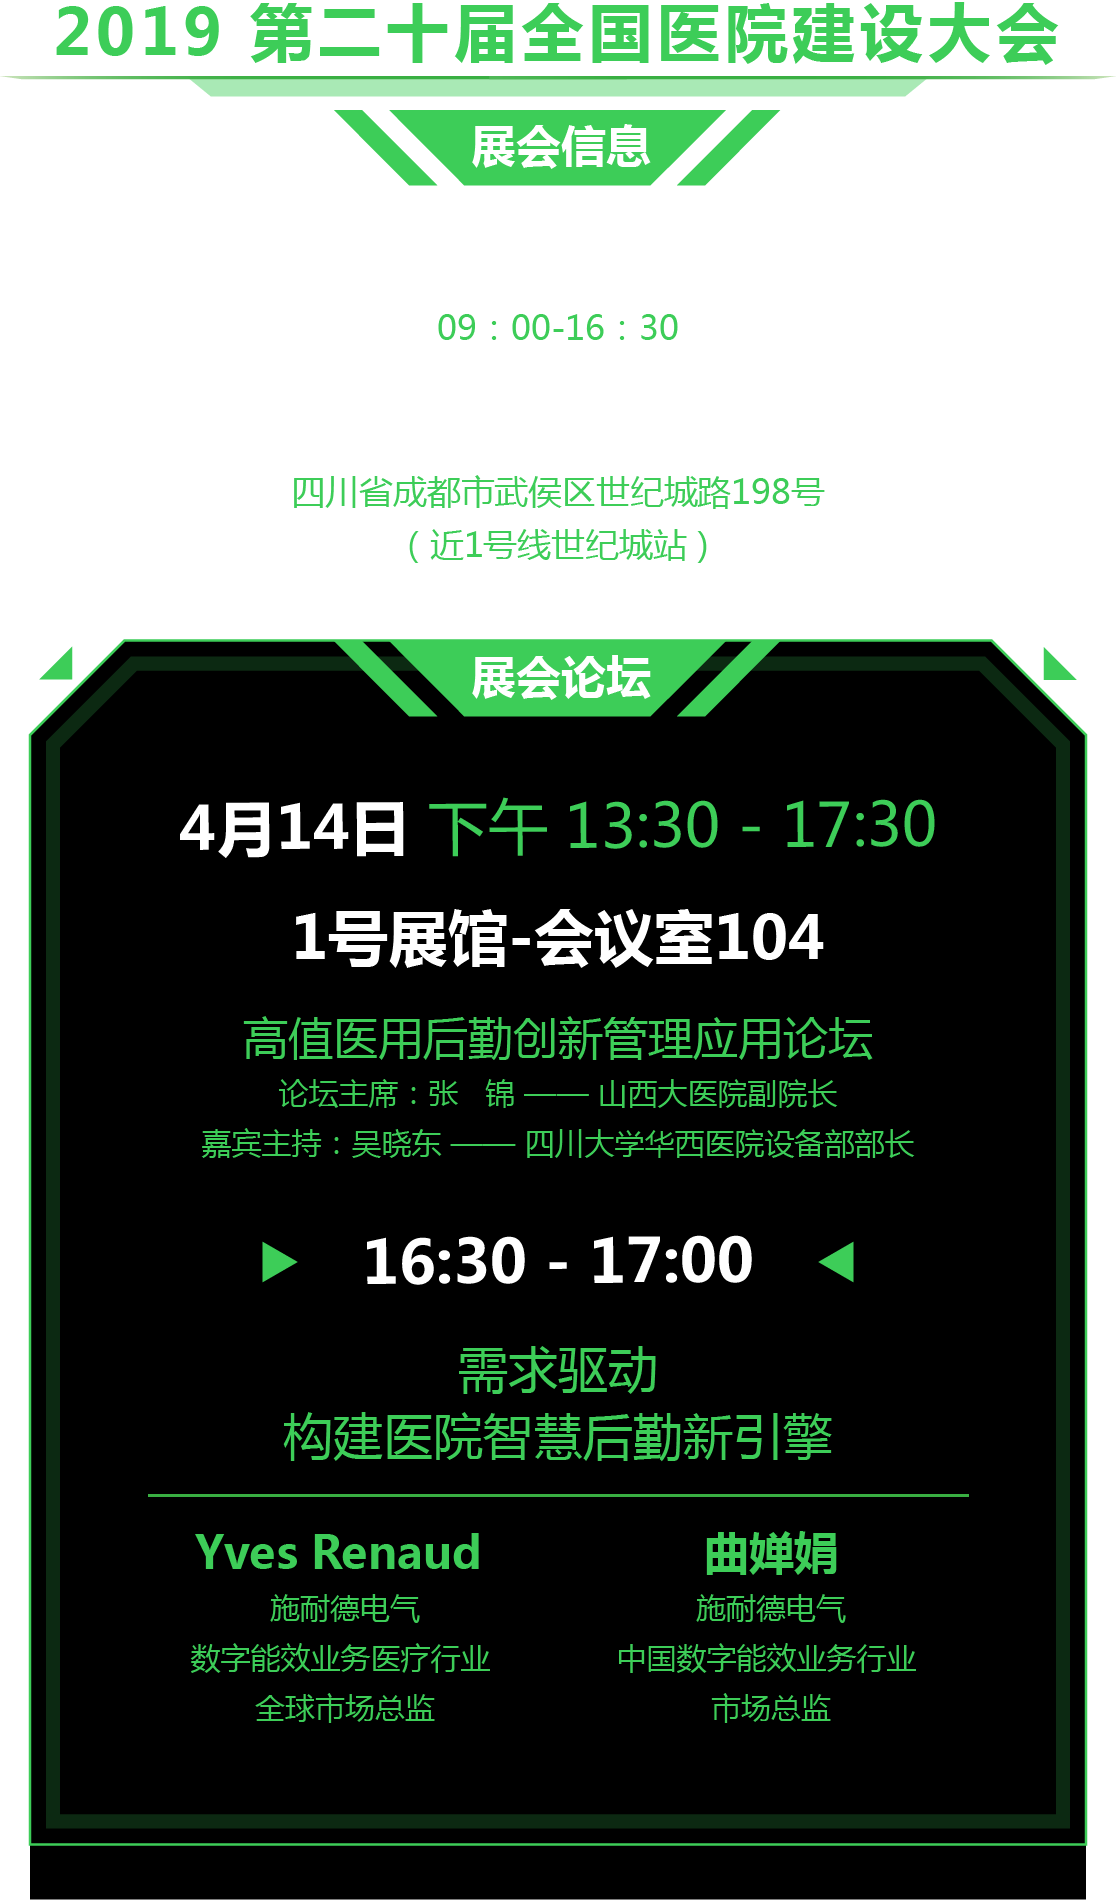 2019 第二十届全国医院建设大会
展会信息
09：00-16：30
四川省成都市武侯区世纪城路198号
（近1号线世纪城站）
展会论坛
4月14日 下午 13:30 - 17:30
1号展馆-会议室104
高值医用后勤创新管理应用论坛
论坛主席：张 锦 —— 山西大医院副院长
嘉宾主持：吴晓东 —— 四川大学华西医院设备部部长
16:30 - 17:00
需求驱动
构建医院智慧后勤新引擎
Yves Renaud
施耐德电气
数字能效业务医疗行业
全球市场总监
曲婵娟
施耐德电气
中国数字能效业务行业
市场总监